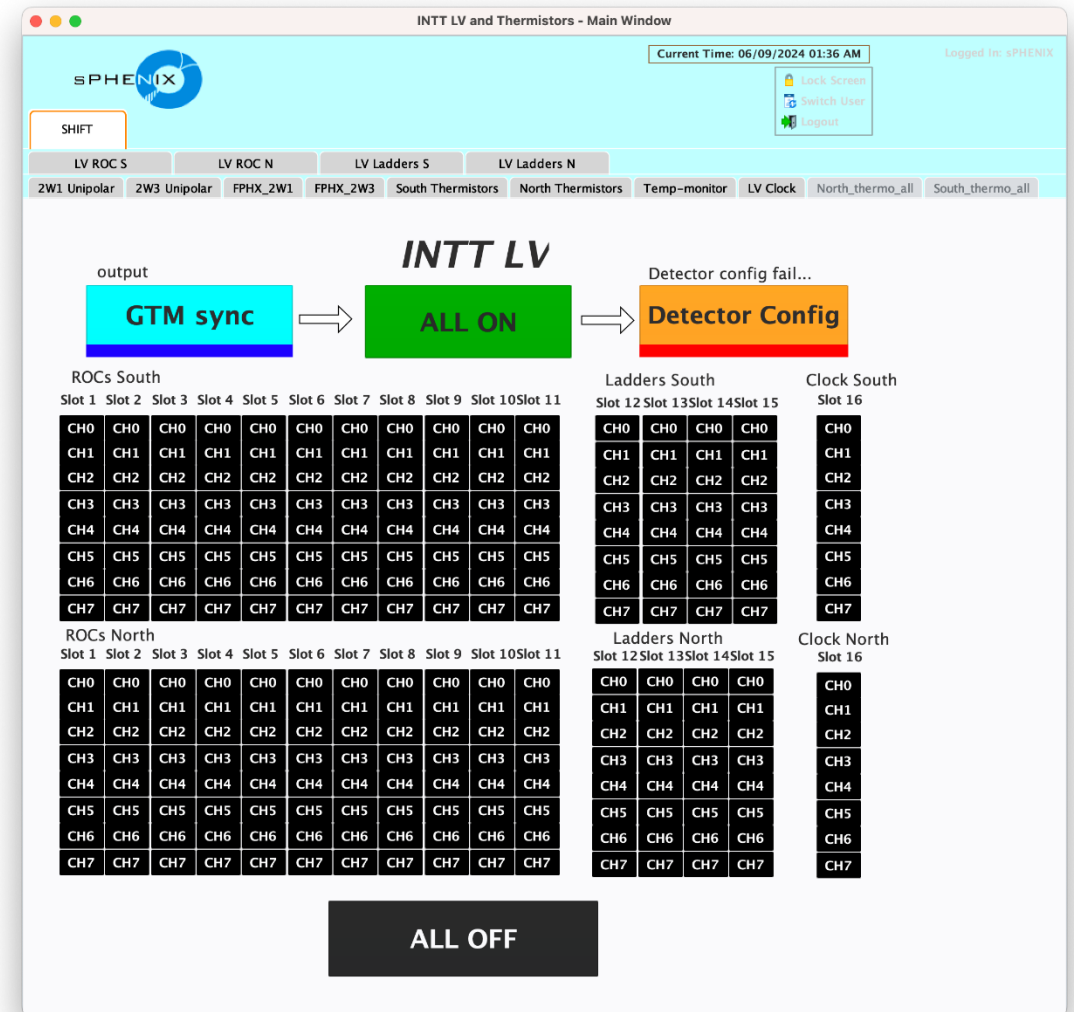 INTT LV and Thermistors - Main Window
Current Time: 06/09/2024 01:36 AM
Logged in: sPHENIX
sPHENIX
Lock Screen
Switch User
Logout
SHIFT
LV ROC S LV ROC N LV Ladders S LV Ladders N
2W1 Unipolar 2W3 Unipolar FPHX_2W1 FPHX_2W3 South Thermistors North Thermistors Temp-monitor LV Clock North_thermo_all South_thermo_all
INTT LV
output
Detector config fail...
GTM sync ALL ON Detector Config
ROCs South Ladders South Clock South
Slot 1 Slot 2 Slot 3 Slot 4 Slot 5 Slot 6 Slot 7 Slot 8 Slot 9 Slot 10 Slot 11 Slot 12 Slot 13 Slot 14 Slot 15 Slot 16
CH0 CH0 CH0 CH0 CH0 CH0 CH0 CH0 CH0 CH0 CH0 CH0 CH0 CH0 CH0 CH0
CH1 CH1 CH1 CH1 CH1 CH1 CH1 CH1 CH1 CH1 CH1 CH1 CH1 CH1 CH1 CH1
CH2 CH2 CH2 CH2 CH2 CH2 CH2 CH2 CH2 CH2 CH2 CH2 CH2 CH2 CH2 CH2
CH3 CH3 CH3 CH3 CH3 CH3 CH3 CH3 CH3 CH3 CH3 CH3 CH3 CH3 CH3 CH3
CH4 CH4 CH4 CH4 CH4 CH4 CH4 CH4 CH4 CH4 CH4 CH4 CH4 CH4 CH4 CH4
CH5 CH5 CH5 CH5 CH5 CH5 CH5 CH5 CH5 CH5 CH5 CH5 CH5 CH5 CH5 CH5
CH6 CH6 CH6 CH6 CH6 CH6 CH6 CH6 CH6 CH6 CH6 CH6 CH6 CH6 CH6 CH6
CH7 CH7 CH7 CH7 CH7 CH7 CH7 CH7 CH7 CH7 CH7 CH7 CH7 CH7 CH7 CH7
ROCs North Ladders North Clock North
Slot 1 Slot 2 Slot 3 Slot 4 Slot 5 Slot 6 Slot 7 Slot 8 Slot 9 Slot 10 Slot 11 Slot 12 Slot 13 Slot 14 Slot 15 Slot 16
CH0 CH0 CH0 CH0 CH0 CH0 CH0 CH0 CH0 CH0 CH0 CH0 CH0 CH0 CH0 CH0
CH1 CH1 CH1 CH1 CH1 CH1 CH1 CH1 CH1 CH1 CH1 CH1 CH1 CH1 CH1 CH1
CH2 CH2 CH2 CH2 CH2 CH2 CH2 CH2 CH2 CH2 CH2 CH2 CH2 CH2 CH2 CH2
CH3 CH3 CH3 CH3 CH3 CH3 CH3 CH3 CH3 CH3 CH3 CH3 CH3 CH3 CH3 CH3
CH4 CH4 CH4 CH4 CH4 CH4 CH4 CH4 CH4 CH4 CH4 CH4 CH4 CH4 CH4 CH4
CH5 CH5 CH5 CH5 CH5 CH5 CH5 CH5 CH5 CH5 CH5 CH5 CH5 CH5 CH5 CH5
CH6 CH6 CH6 CH6 CH6 CH6 CH6 CH6 CH6 CH6 CH6 CH6 CH6 CH6 CH6 CH6
CH7 CH7 CH7 CH7 CH7 CH7 CH7 CH7 CH7 CH7 CH7 CH7 CH7 CH7 CH7 CH7
ALL OFF